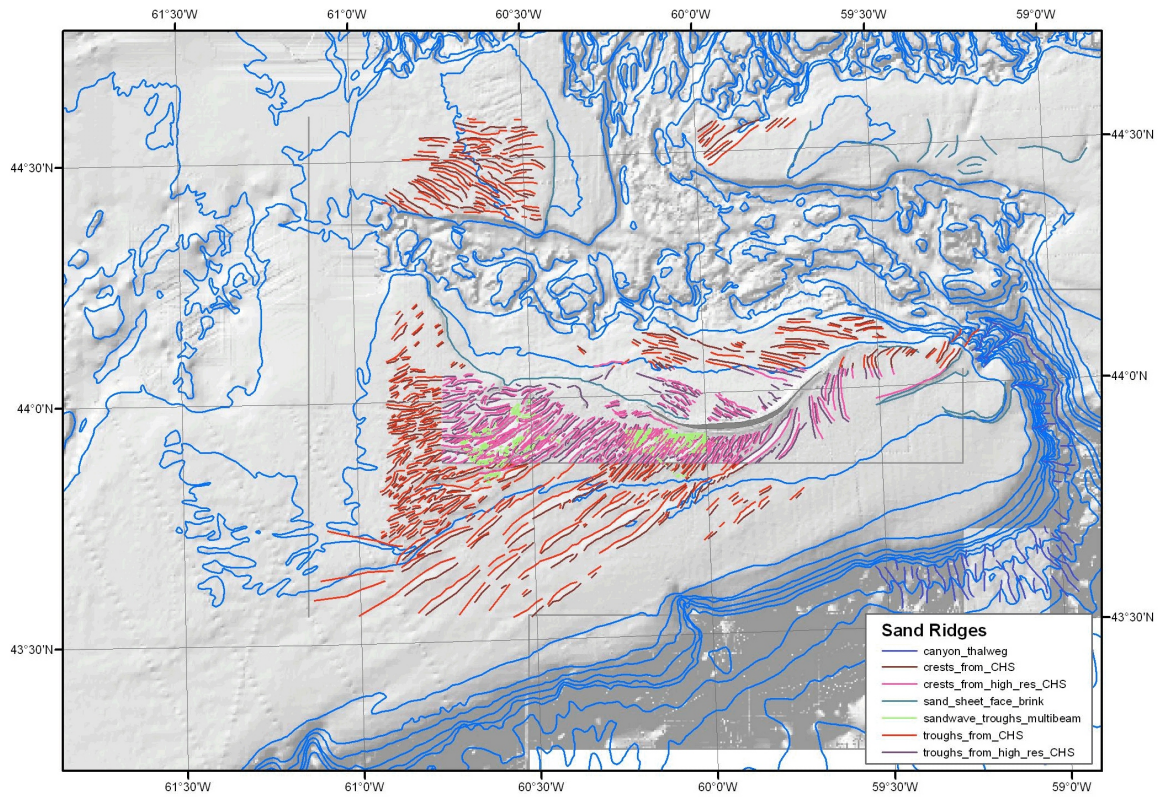 61°30'W 61°0'W 60°30'W 60°0'W 59°30'W 59°0'W
44°30'N 44°30'N
44°0'N 44°0'N
43°30'N 43°30'N
Sand Ridges
canyon_thalweg
crests_from_CHS
crests_from_high_res_CHS
sand_sheet_face_brink
sandwave_troughs_multibeam
troughs_from_CHS
troughs_from_high_res_CHS
61°30'W 61°0'W 60°30'W 60°0'W 59°30'W 59°0'W